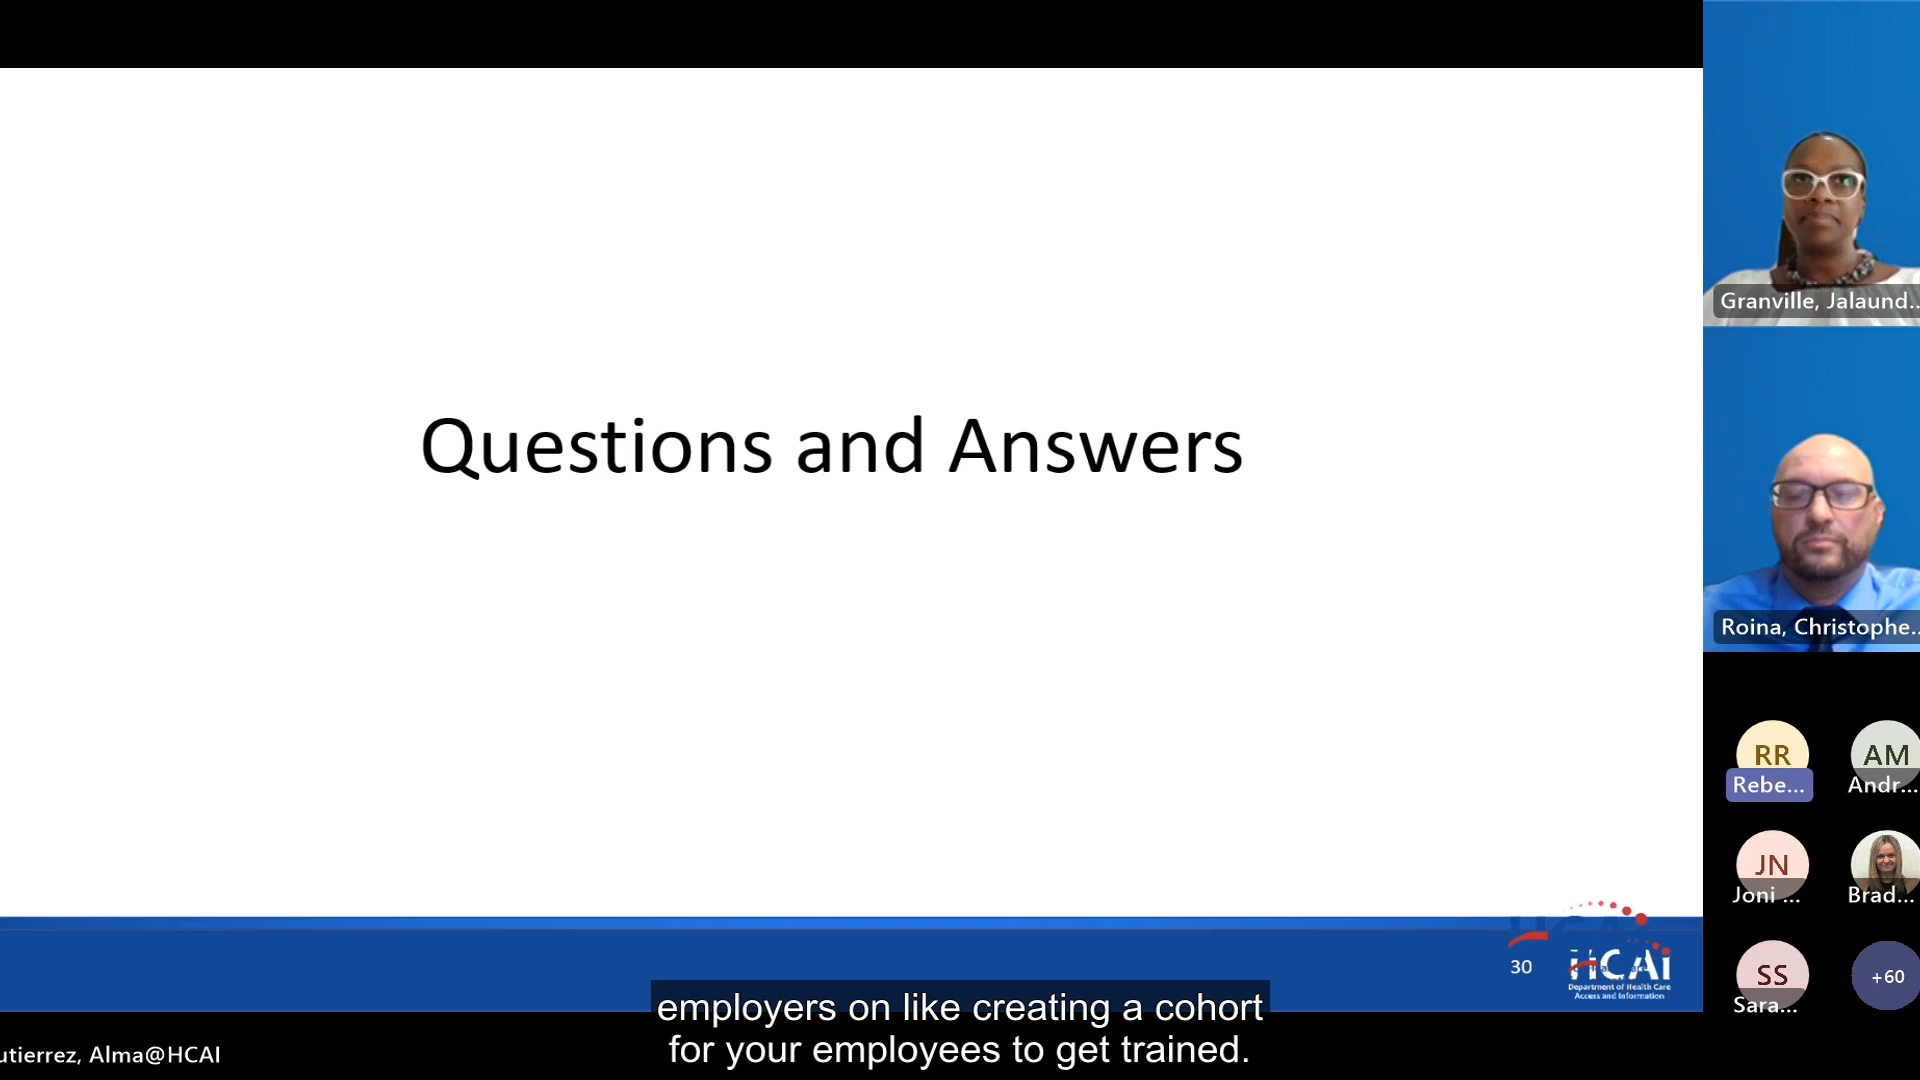 Questions and Answers
Granville, Jalaund...
Roina, Christophe...
RR
Rebe...
AM
Andr...
JN
Joni ...
Brad...
SS
Sara...
+60
30
HCAi
Department of Health Care
Access and Information
employers on like creating a cohort
for your employees to get trained.
utierrez, Alma@HCAI